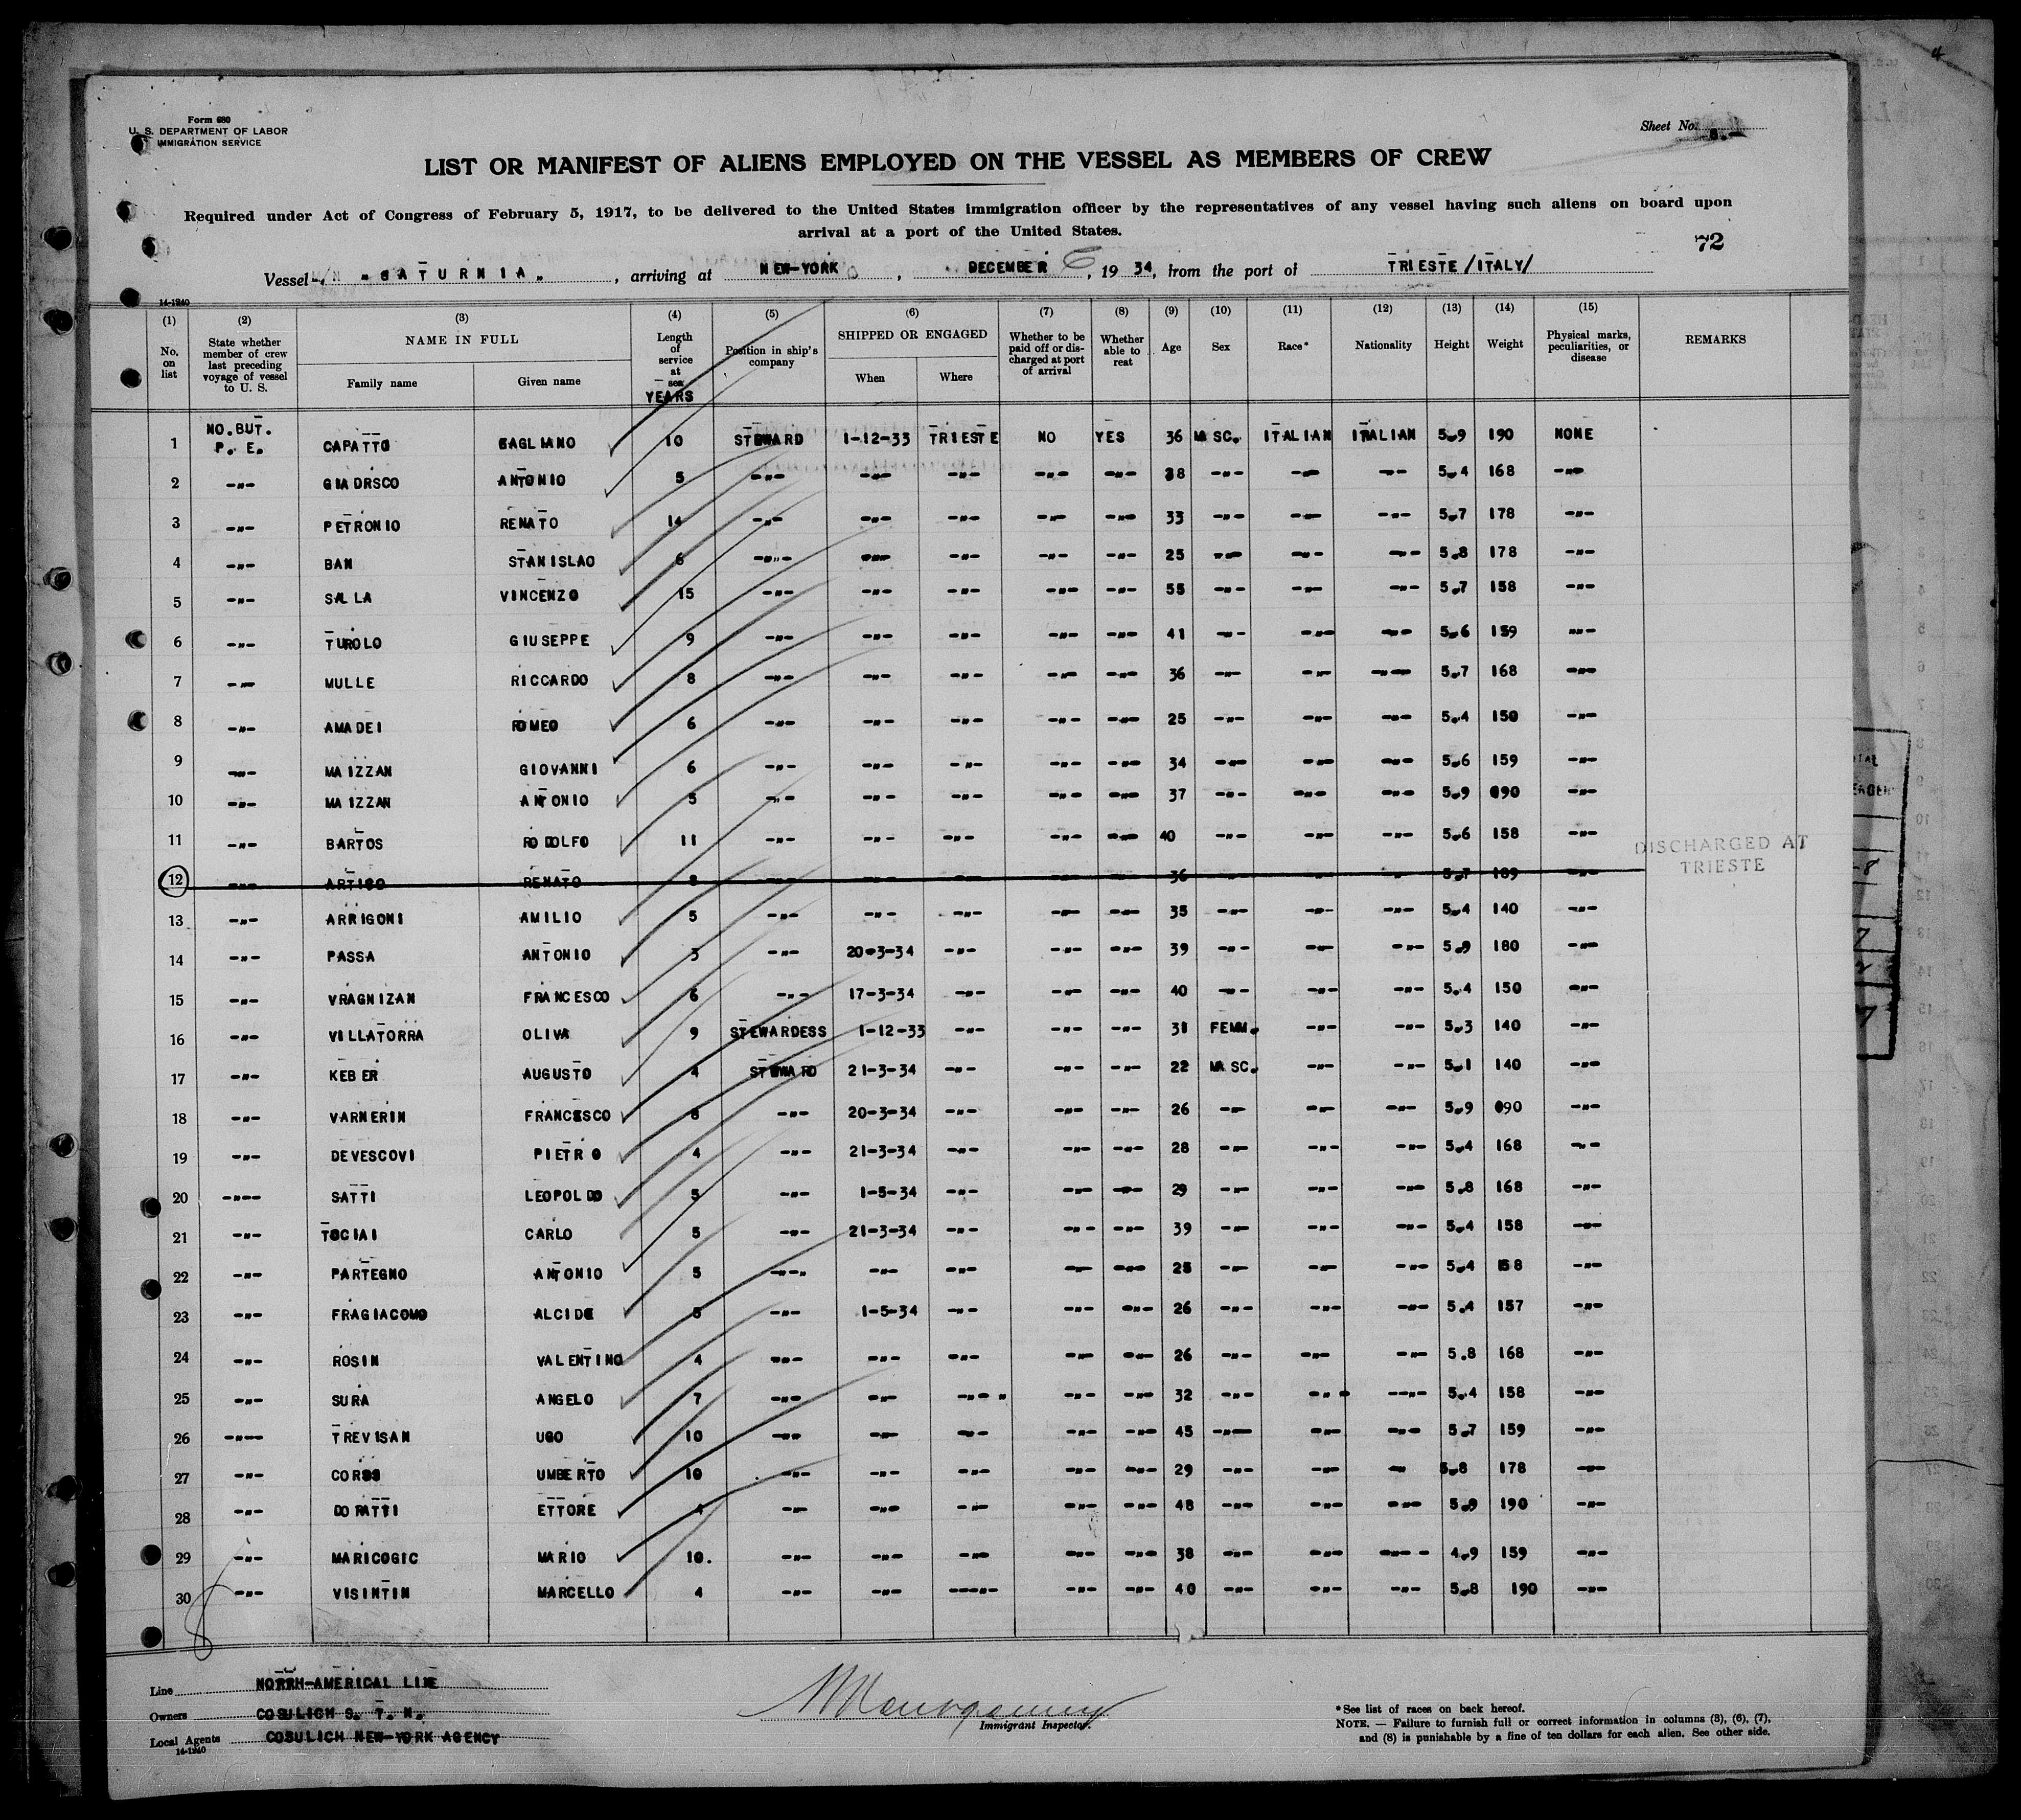 Form 680
U. S. DEPARTMENT OF LABOR
IMMIGRATION SERVICE
Sheet No. 8.-
LIST OR MANIFEST OF ALIENS EMPLOYED ON THE VESSEL AS MEMBERS OF CREW
Required under Act of Congress of February 5, 1917, to be delivered to the United States immigration officer by the representatives of any vessel having such aliens on board upon
arrival at a port of the United States.
72
Vessel "SATURNIA" , arriving at NEW-YORK , DECEMBER 6 , 19 34, from the port of TRIESTE/ITALY/
14-1240
(1) No. on list
(2) State whether member of crew last preceding voyage of vessel to U. S.
(3) NAME IN FULL Family name Given name
(4) Length of service at sea YEARS
(5) Position in ship's company
(6) SHIPPED OR ENGAGED When Where
(7) Whether to be paid off or discharged at port of arrival
(8) Whether able to reat
(9) Age
(10) Sex
(11) Race*
(12) Nationality
(13) Height
(14) Weight
(15) Physical marks, peculiarities, or disease
REMARKS
1 NO.BUT. P. E. CAPATTO GAGLIANO 10 STEWARD 1-12-33 TRIESTE NO YES 36 MASC. ITALIAN ITALIAN 5.9 190 NONE
2 -"- GIADRSCO ANTONIO 5 -"- -"- -"- -"- -"- 38 -"- -"- -"- 5.4 168 -"-
3 -"- PETRONIO RENATO 14 -"- -"- -"- -"- -"- 33 -"- -"- -"- 5.7 178 -"-
4 -"- BAN STANISLAO 6 -"- -"- -"- -"- -"- 25 -"- -"- -"- 5.8 178 -"-
5 -"- SALLA VINCENZO 15 -"- -"- -"- -"- -"- 55 -"- -"- -"- 5.7 158 -"-
6 -"- TUROLO GIUSEPPE 9 -"- -"- -"- -"- -"- 41 -"- -"- -"- 5.6 159 -"-
7 -"- MULLE RICCARDO 8 -"- -"- -"- -"- -"- 36 -"- -"- -"- 5.7 168 -"-
8 -"- AMADEI ROMEO 6 -"- -"- -"- -"- -"- 25 -"- -"- -"- 5.4 150 -"-
9 -"- MAIZZAN GIOVANNI 6 -"- -"- -"- -"- -"- 34 -"- -"- -"- 5.6 159 -"-
10 -"- MAIZZAN ANTONIO 5 -"- -"- -"- -"- -"- 37 -"- -"- -"- 5.9 090 -"-
11 -"- BARTOS RODOLFO 11 -"- -"- -"- -"- -"- 40 -"- -"- -"- 5.6 158 -"-
12 -"- ARTICO RENATO 8 -"- -"- -"- -"- -"- 36 -"- -"- -"- 5.7 189 -"- DISCHARGED AT TRIESTE
13 -"- ARRIGONI AMILIO 5 -"- -"- -"- -"- -"- 35 -"- -"- -"- 5.4 140 -"-
14 -"- PASSA ANTONIO 3 -"- 20-3-34 -"- -"- -"- 39 -"- -"- -"- 5.9 180 -"-
15 -"- VRAGNIZAN FRANCESCO 6 -"- 17-3-34 -"- -"- -"- 40 -"- -"- -"- 5.4 150 -"-
16 -"- VILLATORRA OLIVA 9 STEWARDESS 1-12-33 -"- -"- -"- 31 FEMM. -"- -"- 5.3 140 -"-
17 -"- KEBER AUGUSTO 4 STEWARD 21-3-34 -"- -"- -"- 22 MASC. -"- -"- 5.1 140 -"-
18 -"- VARNERIN FRANCESCO 8 -"- 20-3-34 -"- -"- -"- 26 -"- -"- -"- 5.9 090 -"-
19 -"- DEVESCOVI PIETRO 4 -"- 21-3-34 -"- -"- -"- 28 -"- -"- -"- 5.4 168 -"-
20 -"- SATTI LEOPOLDO 5 -"- 1-5-34 -"- -"- -"- 29 -"- -"- -"- 5.8 168 -"-
21 -"- TOCIAI CARLO 5 -"- 21-3-34 -"- -"- -"- 39 -"- -"- -"- 5.4 158 -"-
22 -"- PARTEGNO ANTONIO 5 -"- -"- -"- -"- -"- 25 -"- -"- -"- 5.4 158 -"-
23 -"- FRAGIACOMO ALCIDE 5 -"- 1-5-34 -"- -"- -"- 26 -"- -"- -"- 5.4 157 -"-
24 -"- ROSIN VALENTINO 4 -"- -"- -"- -"- -"- 26 -"- -"- -"- 5.8 168 -"-
25 -"- SURA ANGELO 7 -"- -"- -"- -"- -"- 32 -"- -"- -"- 5.4 158 -"-
26 -"- TREVISAN UGO 10 -"- -"- -"- -"- -"- 45 -"- -"- -"- 5.7 159 -"-
27 -"- CORSS UMBERTO 10 -"- -"- -"- -"- -"- 29 -"- -"- -"- 5.8 178 -"-
28 -"- DOPATTI ETTORE 4 -"- -"- -"- -"- -"- 48 -"- -"- -"- 5.9 190 -"-
29 -"- MARICOGIC MARIO 10. -"- -"- -"- -"- -"- 38 -"- -"- -"- 4.9 159 -"-
30 -"- VISINTIN MARCELLO 4 -"- -"- -"- -"- -"- 40 -"- -"- -"- 5.8 190 -"-
Line NORTH-AMERICAL LINE
Owners COSULICH S. T. N.
Local Agents COSULICH NEW-YORK AGENCY
14-1240
Immigrant Inspector.
*See list of races on back hereof.
NOTE. — Failure to furnish full or correct information in columns (3), (6), (7),
and (8) is punishable by a fine of ten dollars for each alien. See other side.